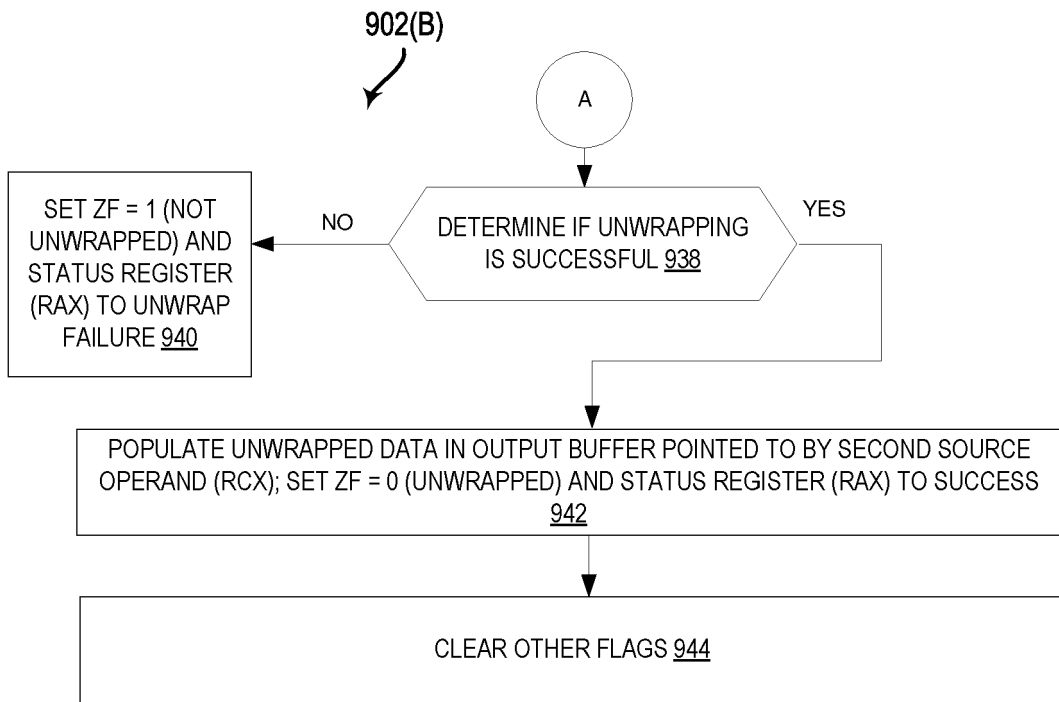 902(B)
A
SET ZF = 1 (NOT
UNWRAPPED) AND
STATUS REGISTER
(RAX) TO UNWRAP
FAILURE 940
NO
DETERMINE IF UNWRAPPING
IS SUCCESSFUL 938
YES
POPULATE UNWRAPPED DATA IN OUTPUT BUFFER POINTED TO BY SECOND SOURCE
OPERAND (RCX); SET ZF = 0 (UNWRAPPED) AND STATUS REGISTER (RAX) TO SUCCESS
942
CLEAR OTHER FLAGS 944